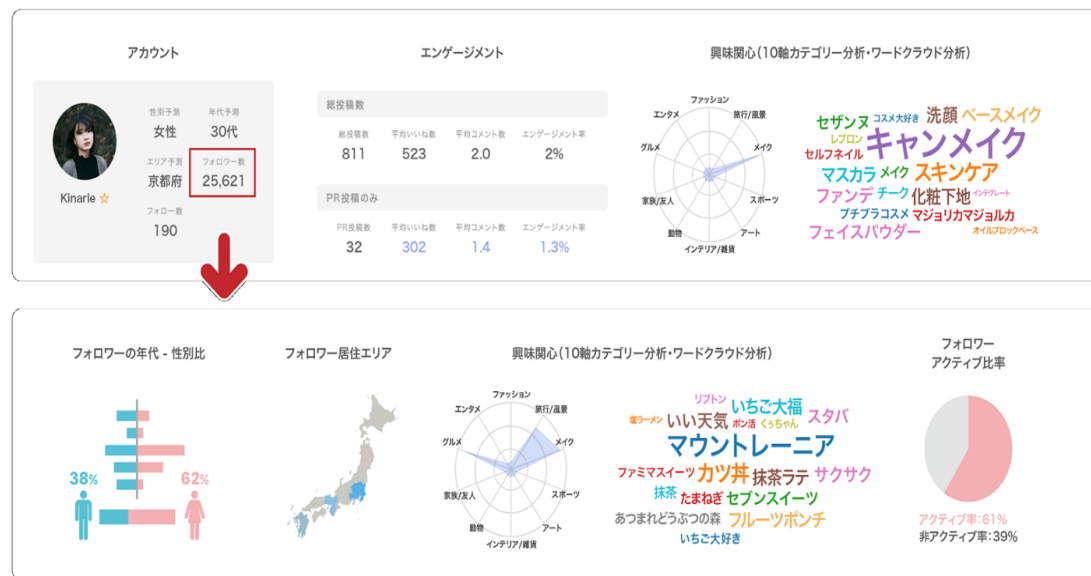 アカウント
性別予測
年代予測
女性
30代
エリア予測
フォロワー数
京都府
25,621
Kinarie ☆
フォロー数
190
エンゲージメント
総投稿数
総投稿数
平均いいね数
平均コメント数
エンゲージメント率
811
523
2.0
2%
PR投稿のみ
PR投稿数
平均いいね数
平均コメント数
エンゲージメント率
32
302
1.4
1.3%
興味関心(10軸カテゴリー分析・ワードクラウド分析)
ファッション
エンタメ
旅行/風景
グルメ
メイク
家族/友人
スポーツ
動物
アート
インテリア/雑貨
セザンヌ
コスメ大好き
洗顔
ベースメイク
レブロン
キャンメイク
セルフネイル
マスカラ
メイク
スキンケア
ファンデ
チーク
化粧下地
インテグレート
プチプラコスメ
マジョリカマジョルカ
フェイスパウダー
オイルブロックベース
フォロワーの年代 - 性別比
38%
62%
フォロワー居住エリア
興味関心(10軸カテゴリー分析・ワードクラウド分析)
ファッション
エンタメ
旅行/風景
グルメ
メイク
家族/友人
スポーツ
動物
アート
インテリア/雑貨
リプトン
いちご大福
スタバ
塩ラーメン
いい天気
ポン活
くぅちゃん
マウントレーニア
ファミマスイーツ
カツ丼
抹茶ラテ
サクサク
抹茶
たまねぎ
セブンスイーツ
あつまれどうぶつの森
フルーツポンチ
いちご大好き
フォロワー
アクティブ比率
アクティブ率:61%
非アクティブ率:39%